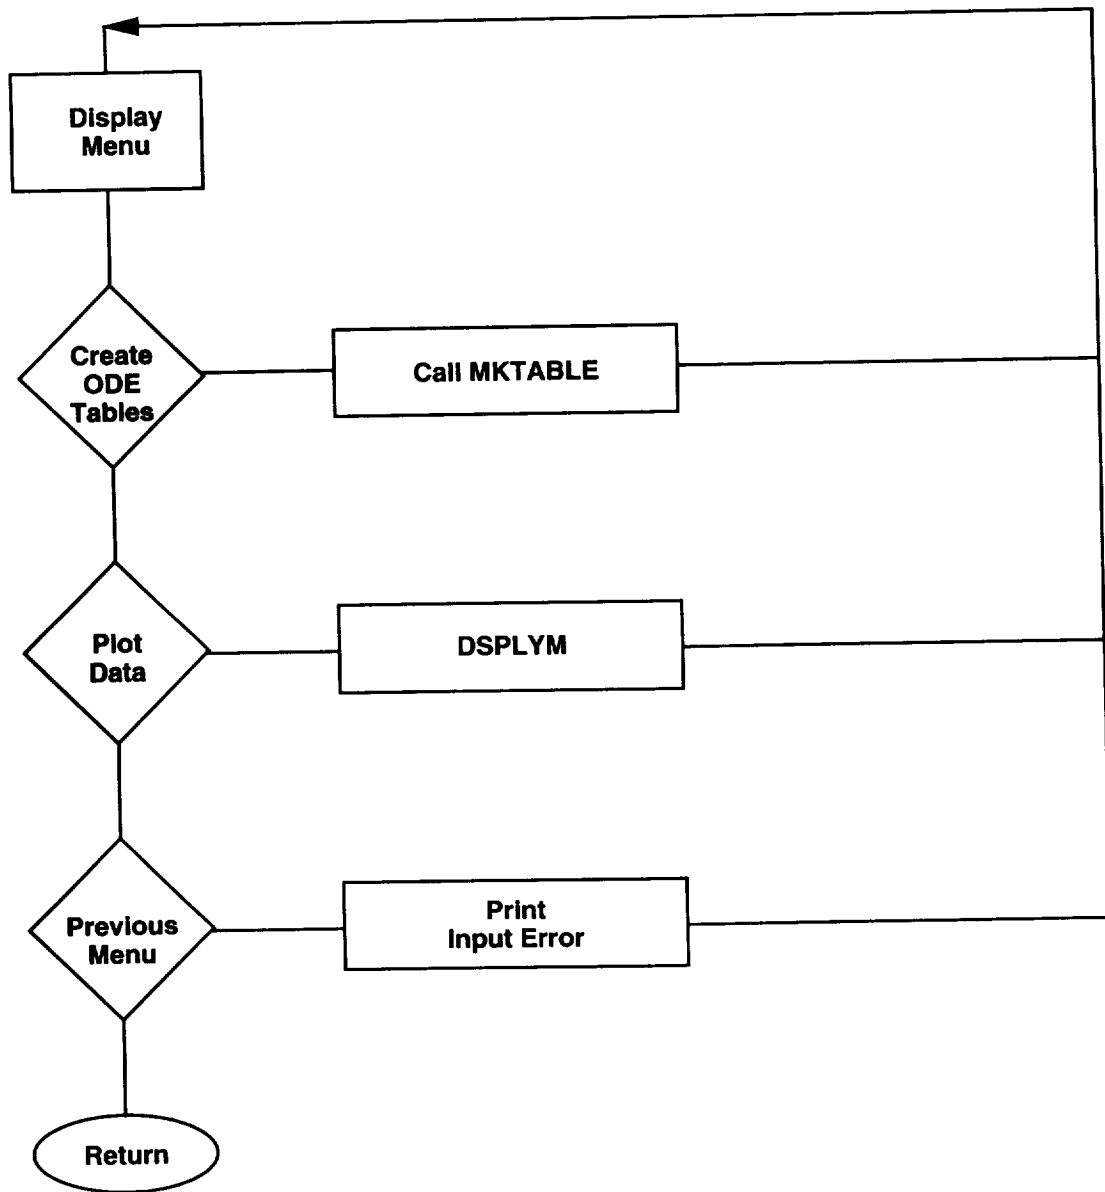 Display
Menu
Create
ODE
Tables
Call MKTABLE
Plot
Data
DSPLYM
Previous
Menu
Print
Input Error
Return